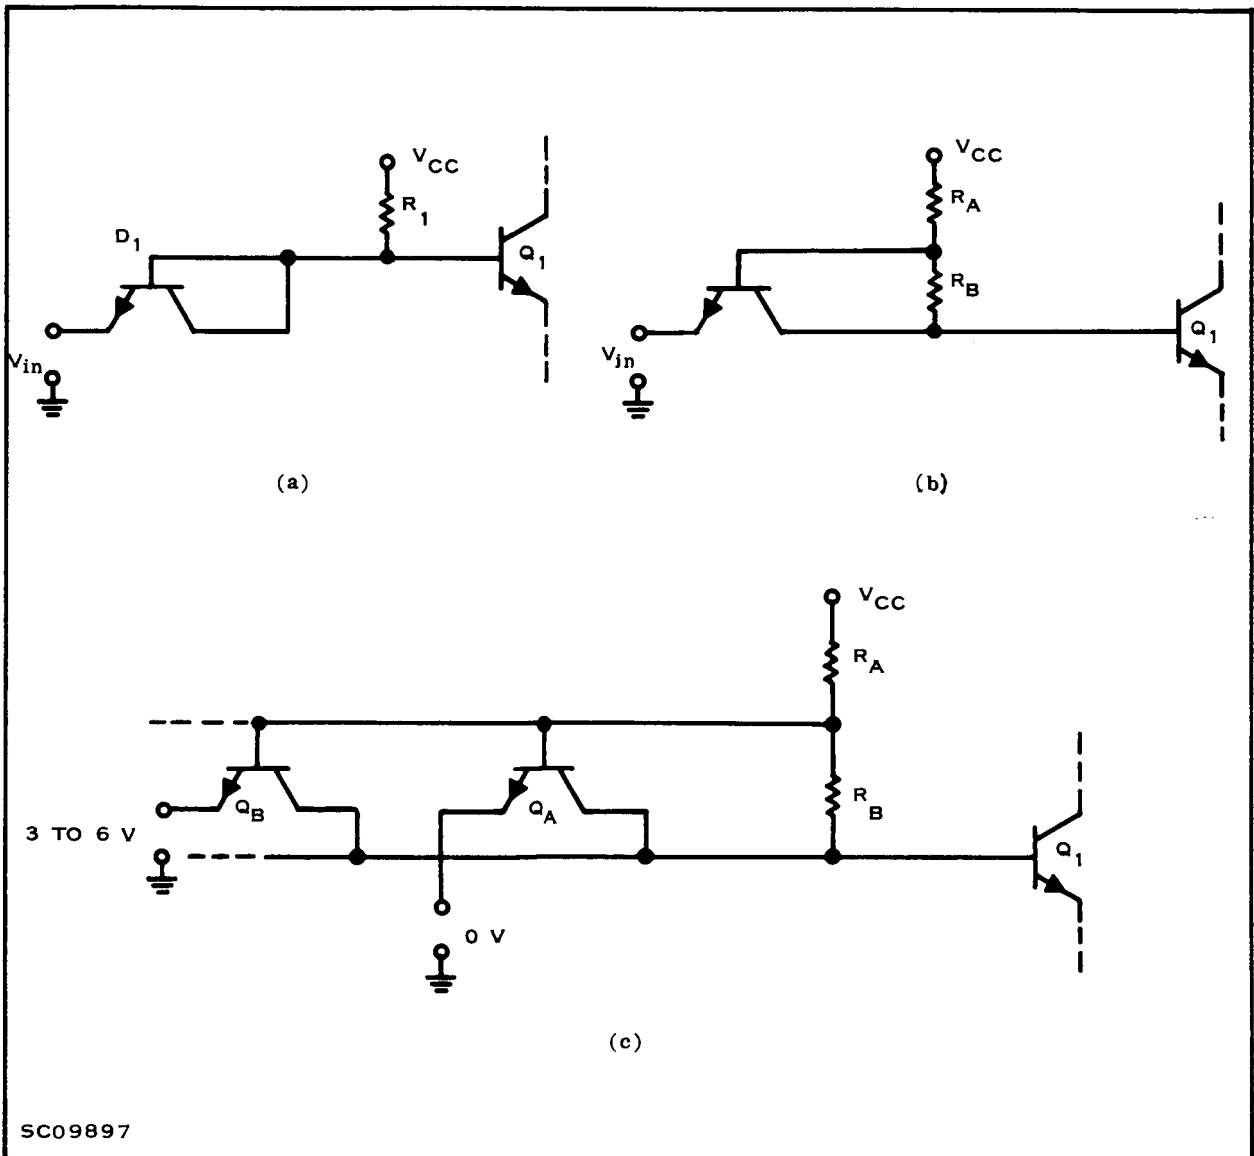 V_CC
R_1
D_1
Q_1
V_in
(a)
V_CC
R_A
R_B
Q_1
V_in
(b)
V_CC
R_A
R_B
Q_B
Q_A
Q_1
3 TO 6 V
0 V
(c)
SC09897